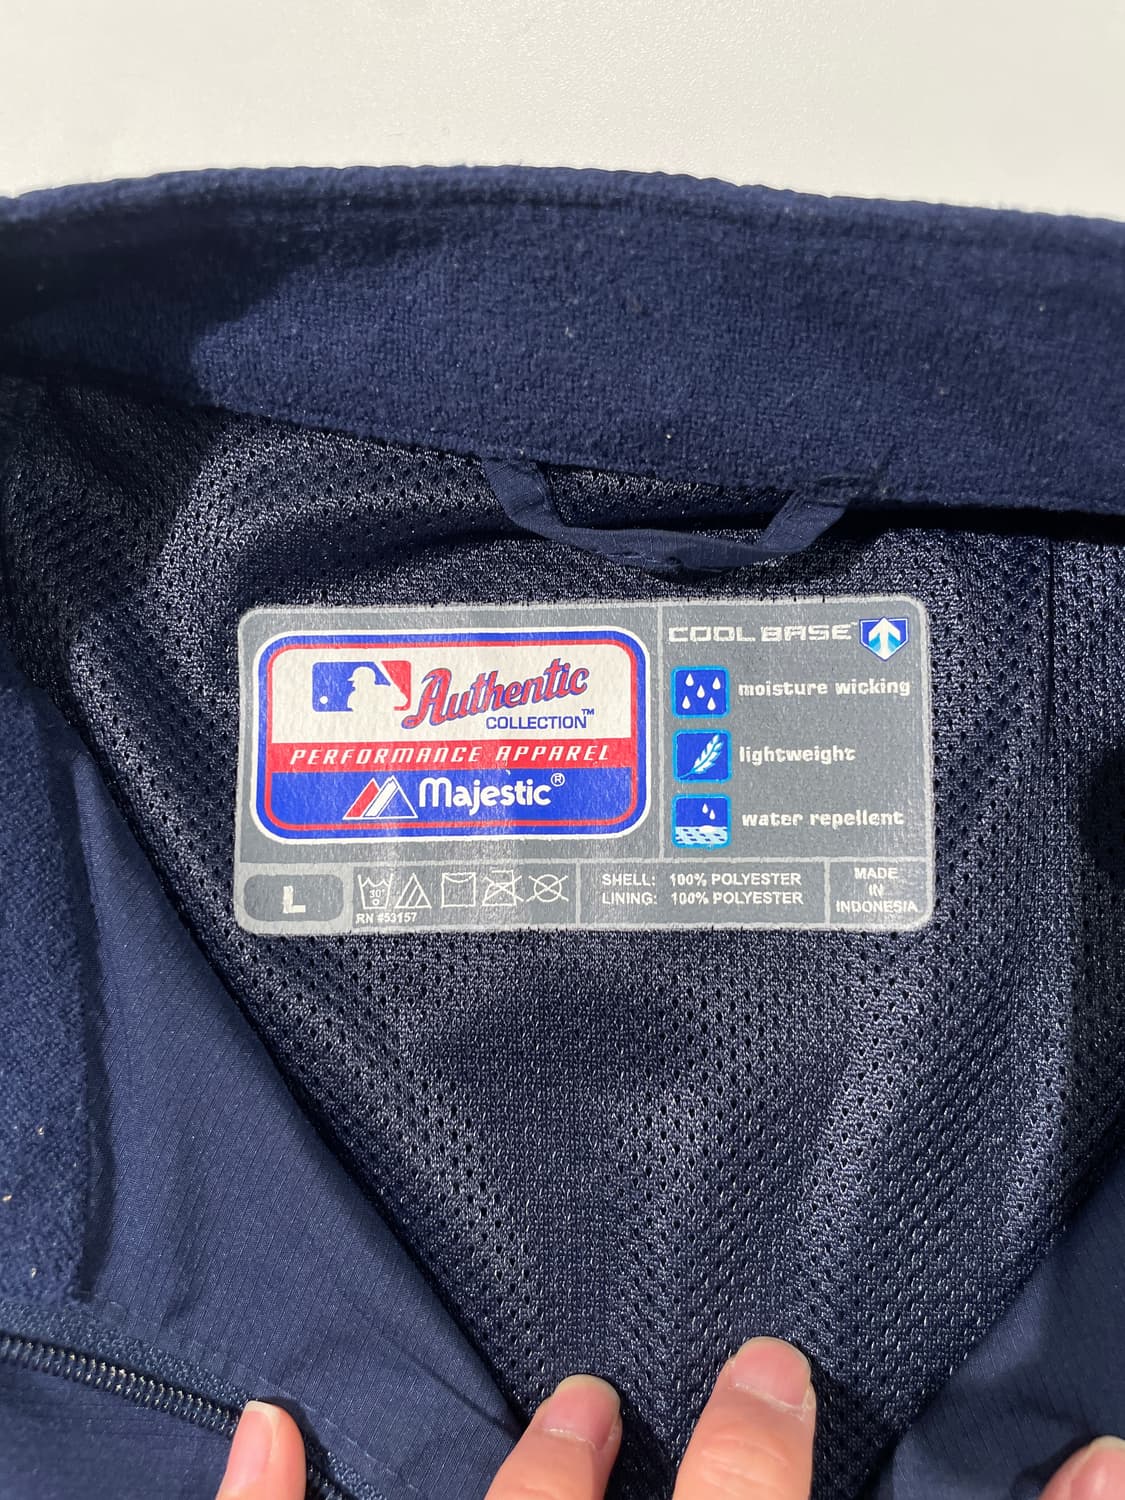 Authentic
COLLECTION™
PERFORMANCE APPAREL
Majestic®
COOL BASE™
moisture wicking
lightweight
water repellent
L
30°
RN #53157
SHELL: 100% POLYESTER
LINING: 100% POLYESTER
MADE
IN
INDONESIA